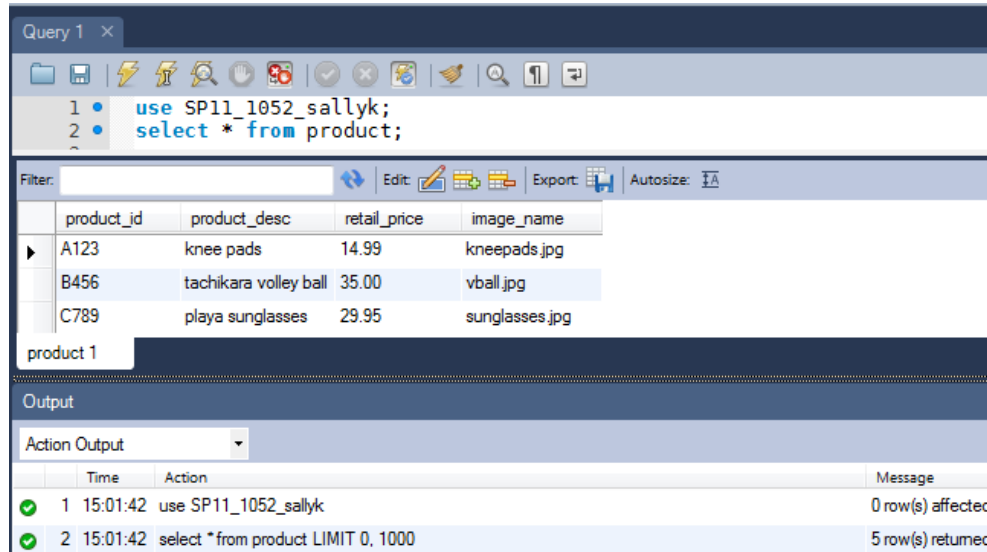 Query 1 ×
1 use SP11_1052_sallyk;
2 select * from product;
Filter: Edit: Export: Autosize:
product_id product_desc retail_price image_name
A123 knee pads 14.99 kneepads.jpg
B456 tachikara volley ball 35.00 vball.jpg
C789 playa sunglasses 29.95 sunglasses.jpg
product 1
Output
Action Output
Time Action Message
1 15:01:42 use SP11_1052_sallyk 0 row(s) affected
2 15:01:42 select * from product LIMIT 0, 1000 5 row(s) returned